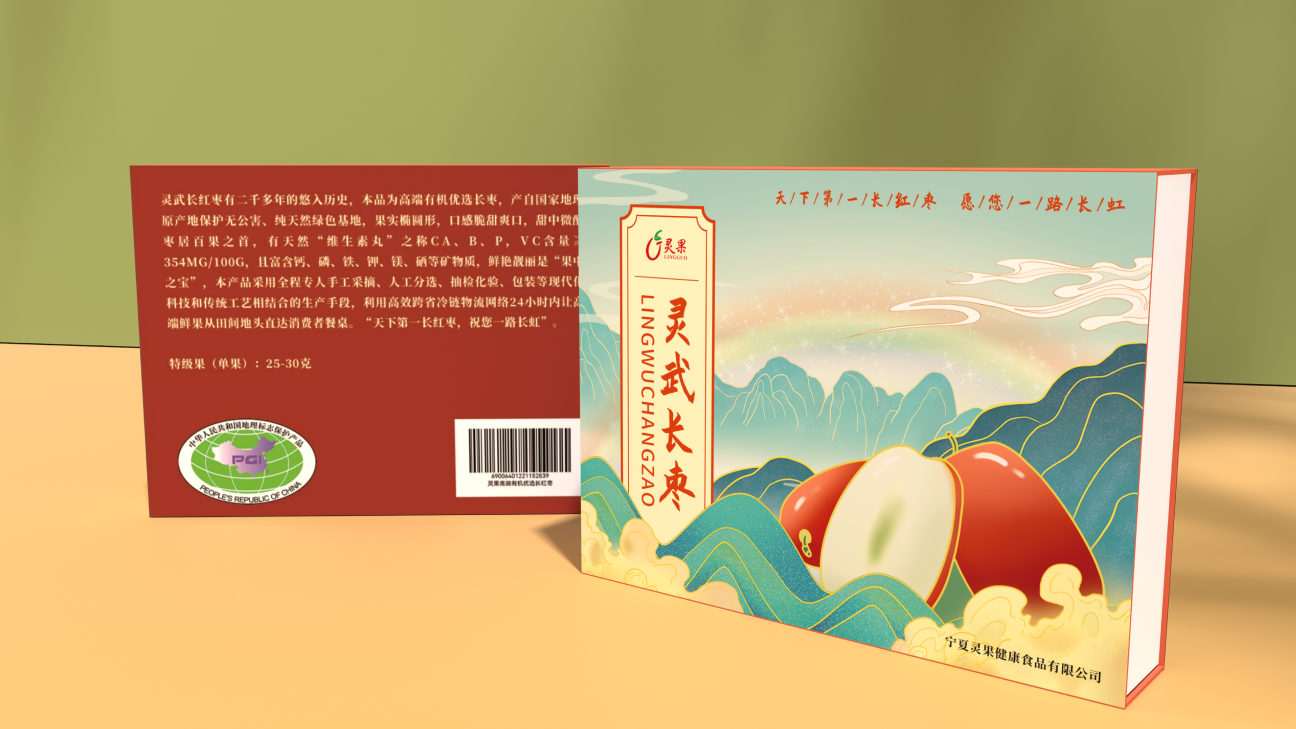 灵武长红枣有二千多年的悠入历史，本品为高端有机优选长枣，产自国家地理
原产地保护无公害、纯天然绿色基地，果实椭圆形，口感脆甜爽口，甜中微酸
枣居百果之首，有天然“维生素丸”之称CA、B、P，VC含量
354MG/100G，且富含钙、磷、铁、钾、镁、硒等矿物质，鲜艳靓丽是“果中
之宝”，本产品采用全程专人手工采摘、人工分选、抽检化验、包装等现代化
科技和传统工艺相结合的生产手段，利用高效跨省冷链物流网络24小时内让高
端鲜果从田间地头直达消费者餐桌。“天下第一长红枣，祝您一路长虹”。
特级果（单果）：25-30克
中华人民共和国地理标志保护产品
PGI
PEOPLE'S REPUBLIC OF CHINA
69006401221152839
灵果高端有机优选长红枣
天/下/第/一/长/红/枣 愿/您/一/路/长/虹
灵果
LINGGUO
灵武长枣
LINGWUCHANGZAO
宁夏灵果健康食品有限公司